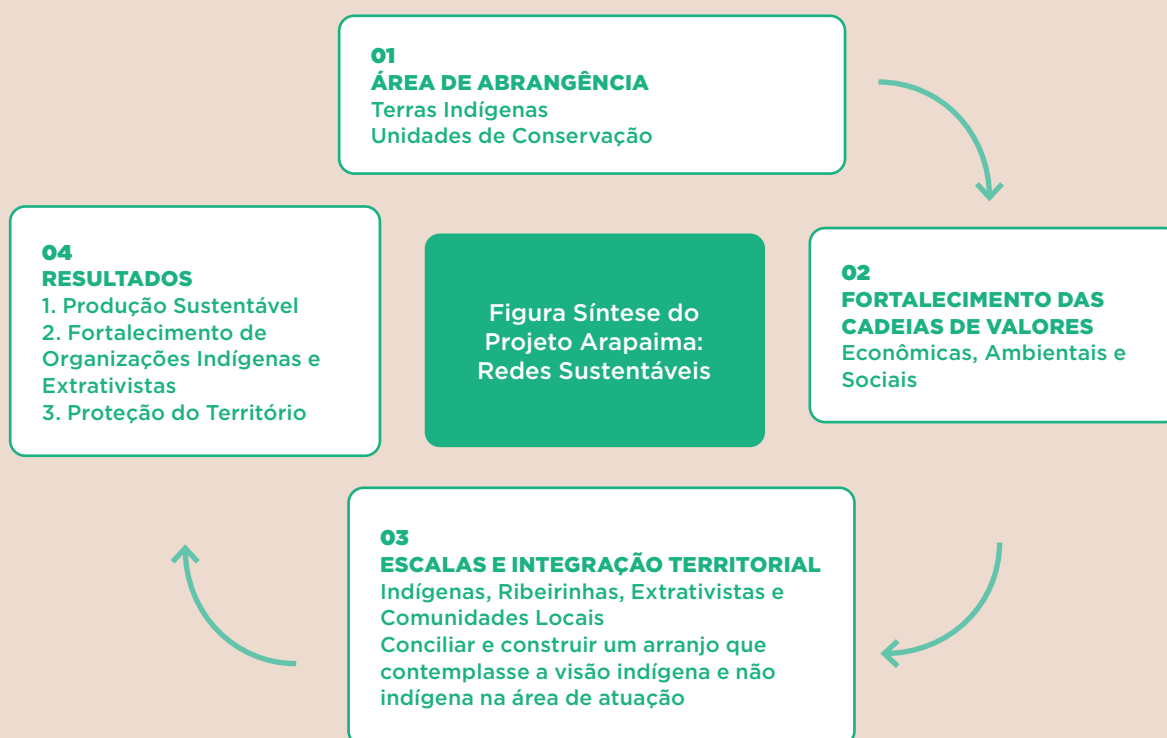 01
ÁREA DE ABRANGÊNCIA
Terras Indígenas
Unidades de Conservação
02
FORTALECIMENTO DAS
CADEIAS DE VALORES
Econômicas, Ambientais e
Sociais
03
ESCALAS E INTEGRAÇÃO TERRITORIAL
Indígenas, Ribeirinhas, Extrativistas e
Comunidades Locais
Conciliar e construir um arranjo que
contemplasse a visão indígena e não
indígena na área de atuação
04
RESULTADOS
1. Produção Sustentável
2. Fortalecimento de
Organizações Indígenas e
Extrativistas
3. Proteção do Território
Figura Síntese do
Projeto Arapaima:
Redes Sustentáveis